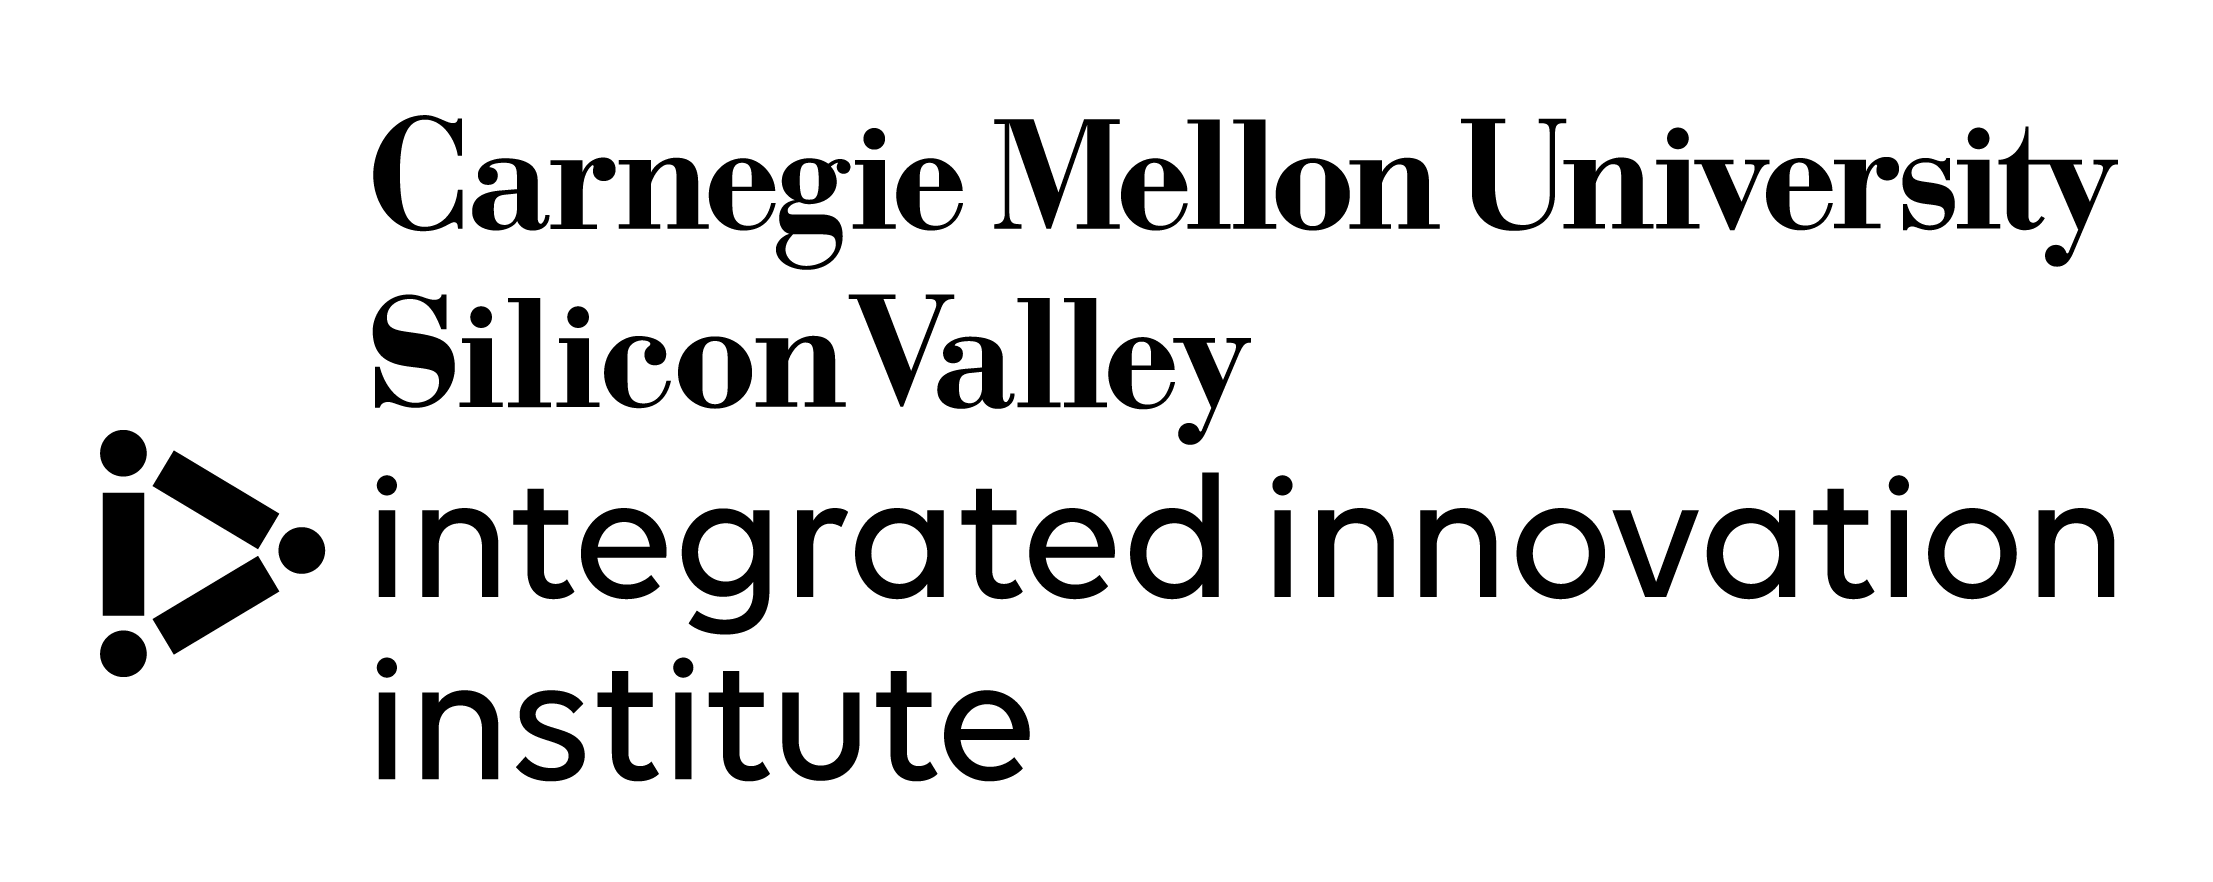 Carnegie Mellon University
Silicon Valley
integrated innovation
institute